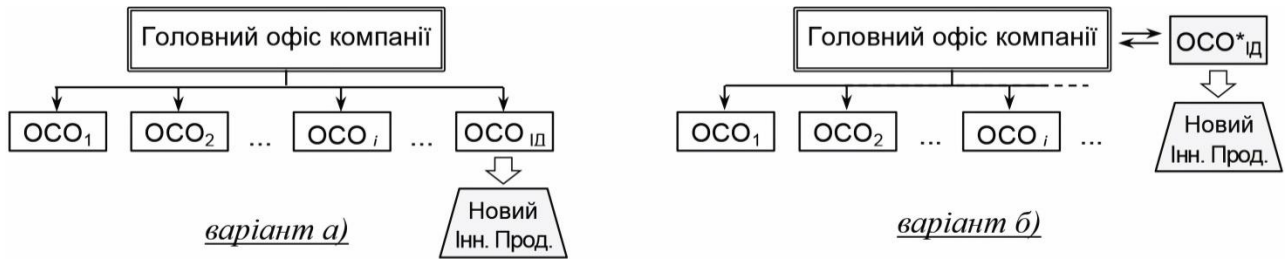 Головний офіс компанії
ОСО1 ОСО2 ... ОСО i ... ОСО ІД
Новий
Інн. Прод.
варіант а)
Головний офіс компанії
ОСО*ІД
ОСО1 ОСО2 ... ОСО i ...
Новий
Інн. Прод.
варіант б)